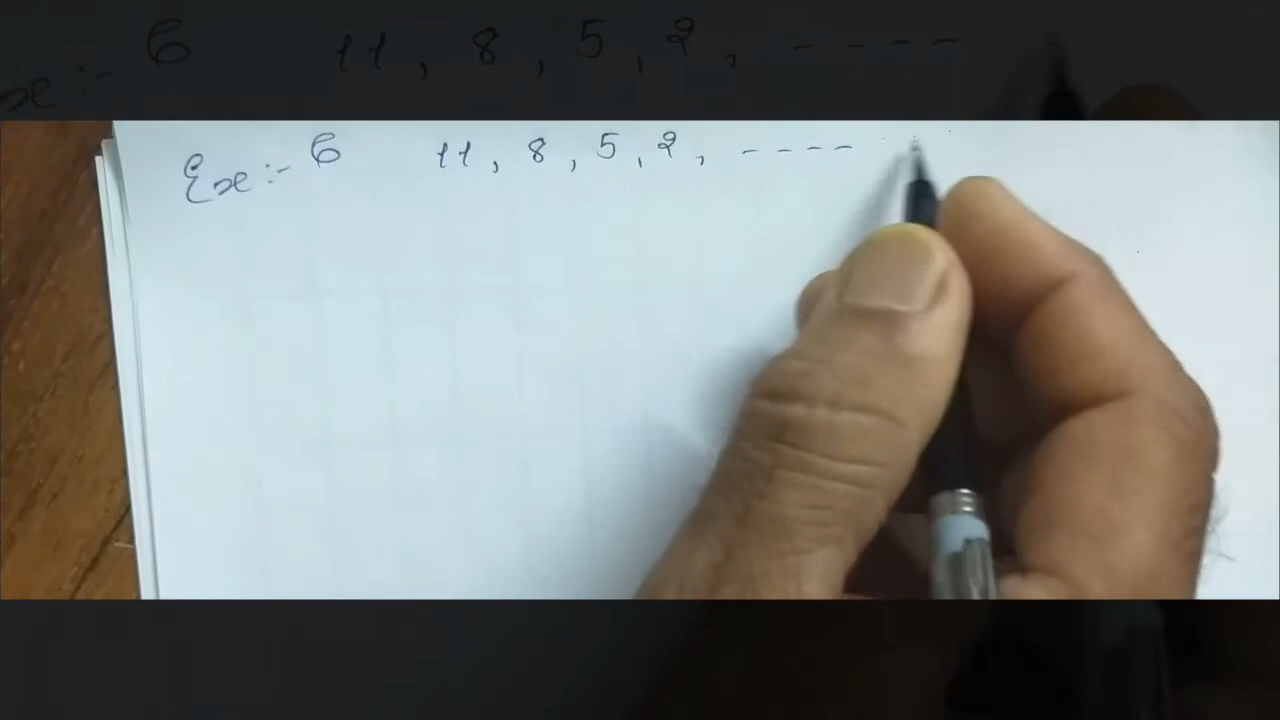 Ex :- 6 11, 8, 5, 2, ----